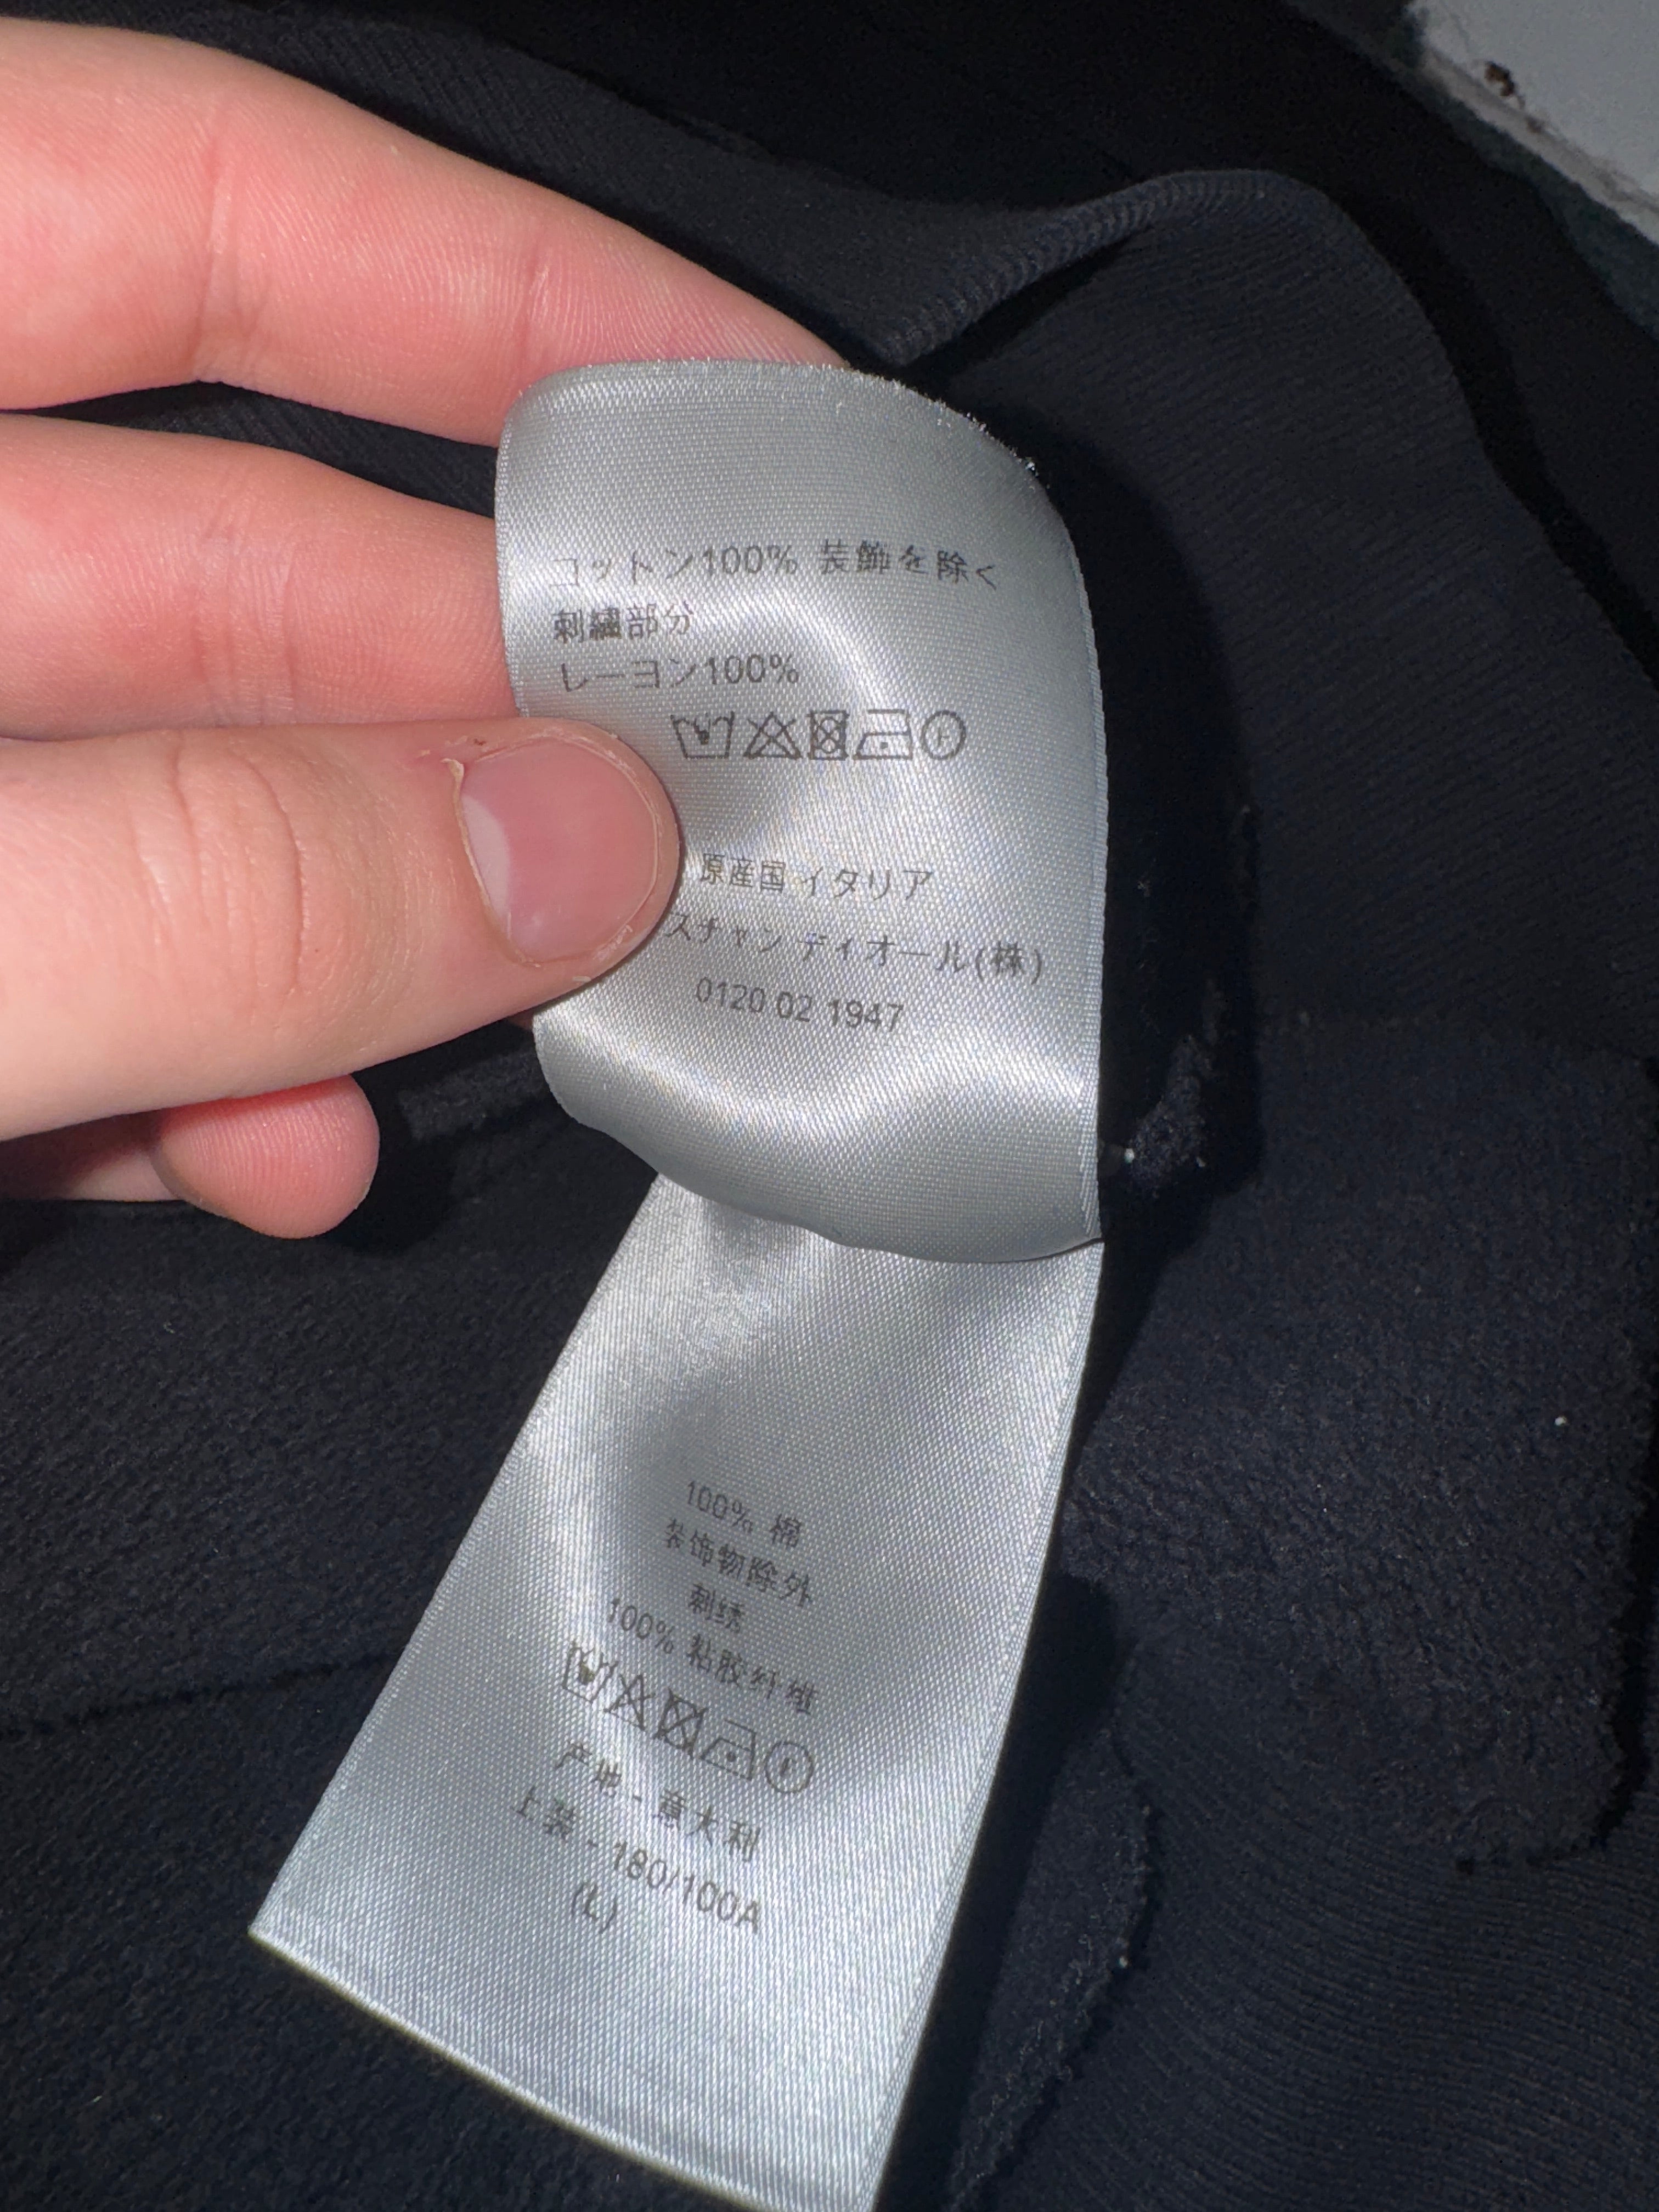 コットン100% 装飾を除く
刺繍部分
レーヨン100%
原産国 イタリア
スチャン ディオール(株)
0120 02 1947
100% 棉
装饰物除外
刺绣
100% 粘胶纤维
产地 - 意大利
上装 - 180/100A
(L)